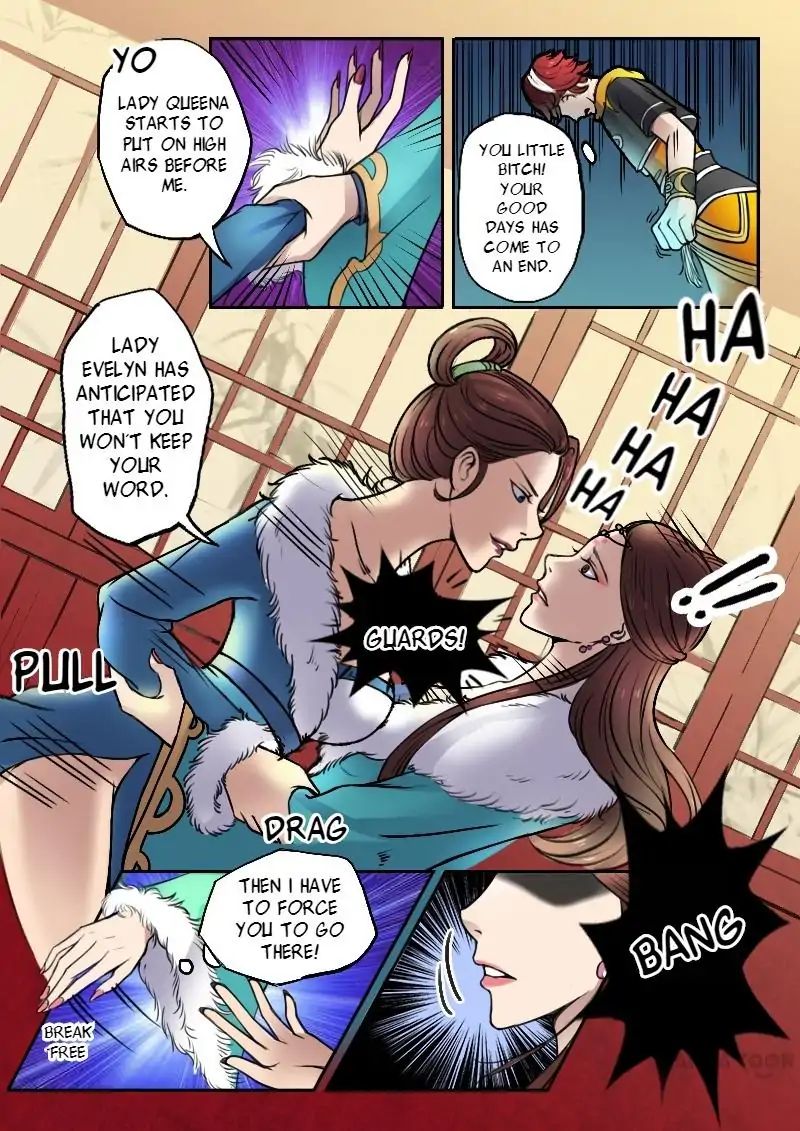 YO
LADY QUEENA
STARTS TO
PUT ON HIGH
AIRS BEFORE
ME.
YOU LITTLE
BITCH!
YOUR
GOOD
DAYS HAS
COME TO
AN END.
LADY
EVELYN HAS
ANTICIPATED
THAT YOU
WON'T KEEP
YOUR
WORD.
HA
HA
HA
HA
!!
GUARDS!
PULL
DRAG
THEN I HAVE
TO FORCE
YOU TO GO
THERE!
BREAK
FREE
BANG